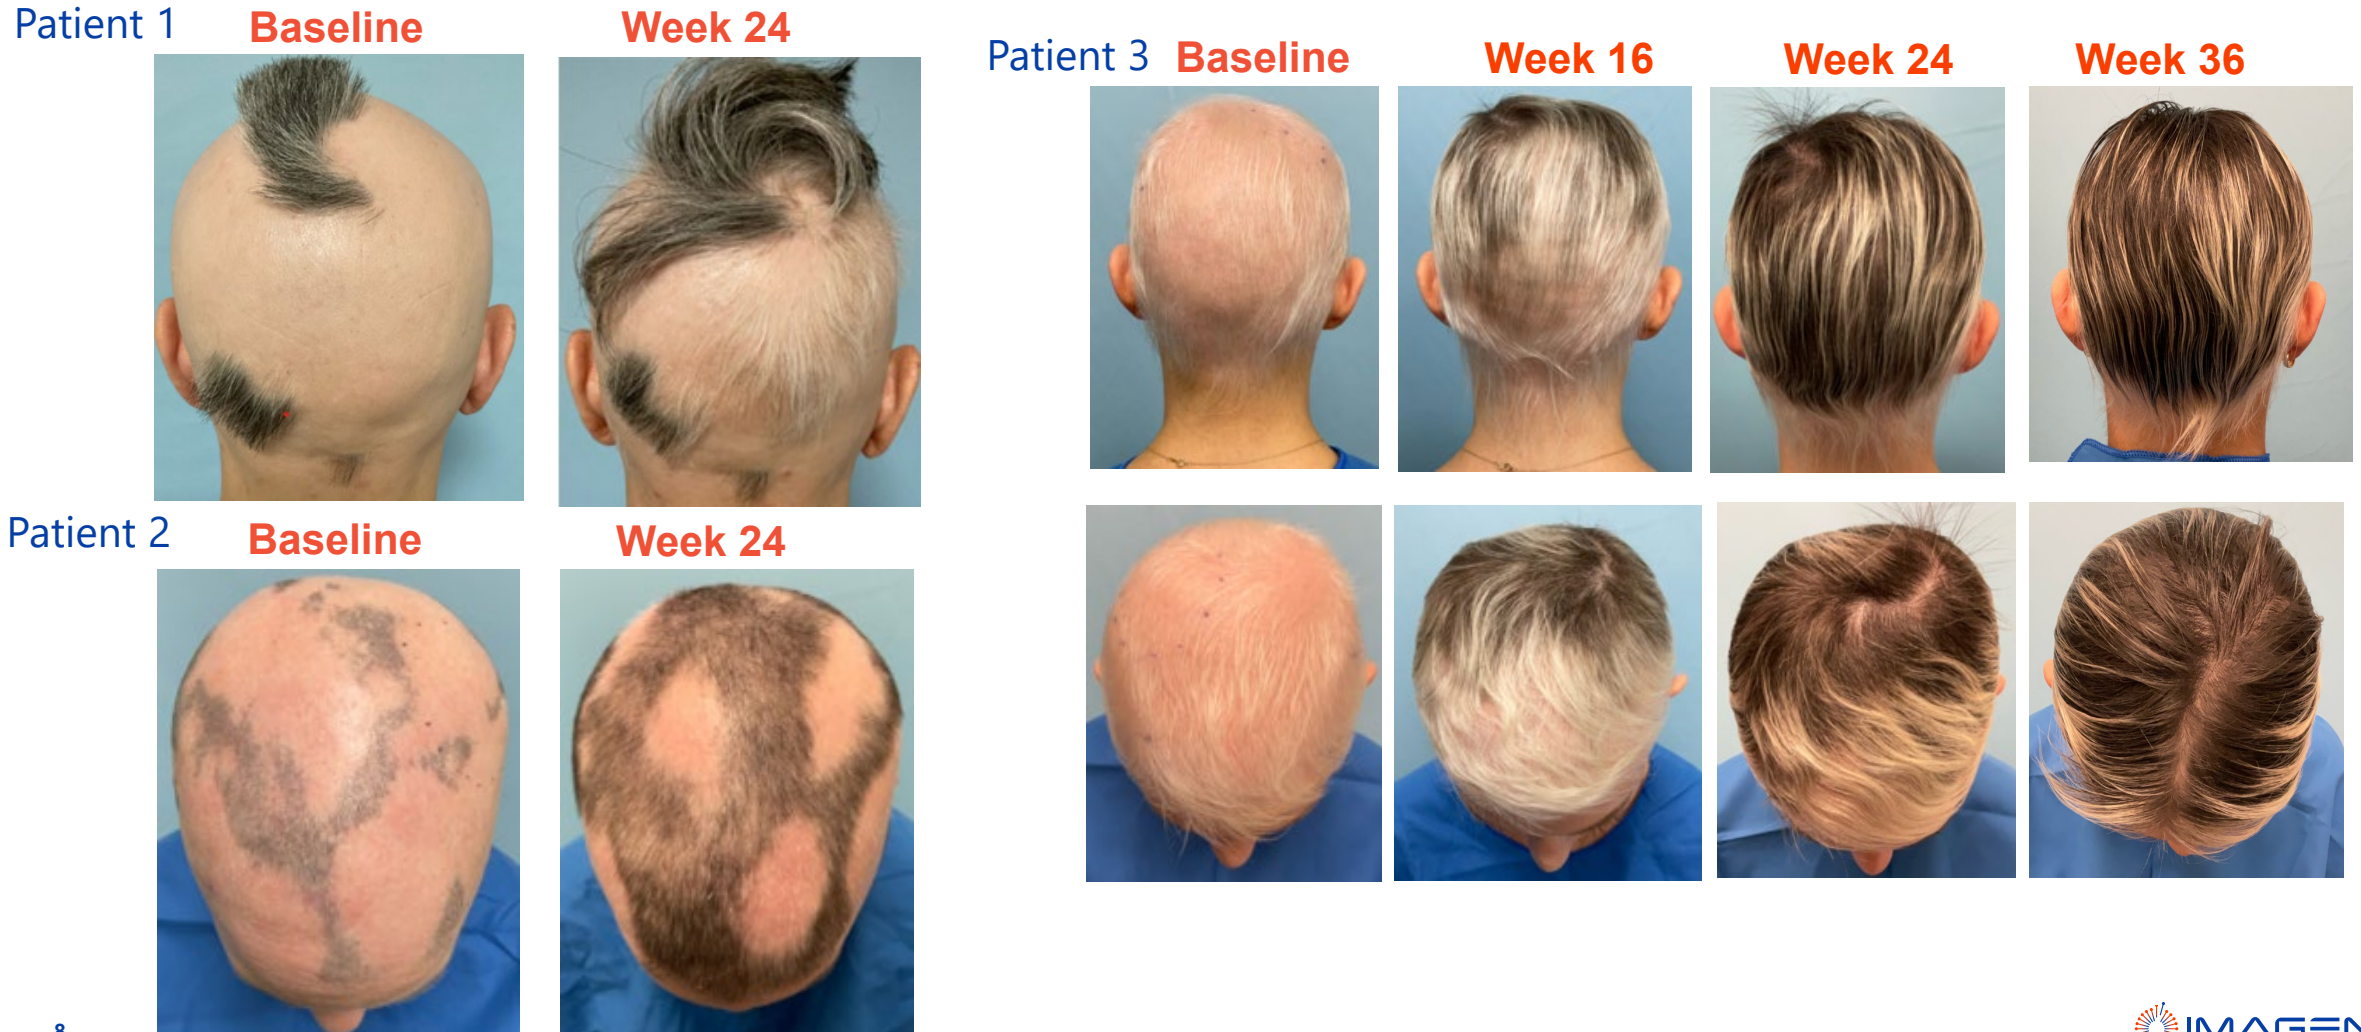 Patient 1
Baseline
Week 24
Patient 2
Baseline
Week 24
Patient 3
Baseline
Week 16
Week 24
Week 36
8